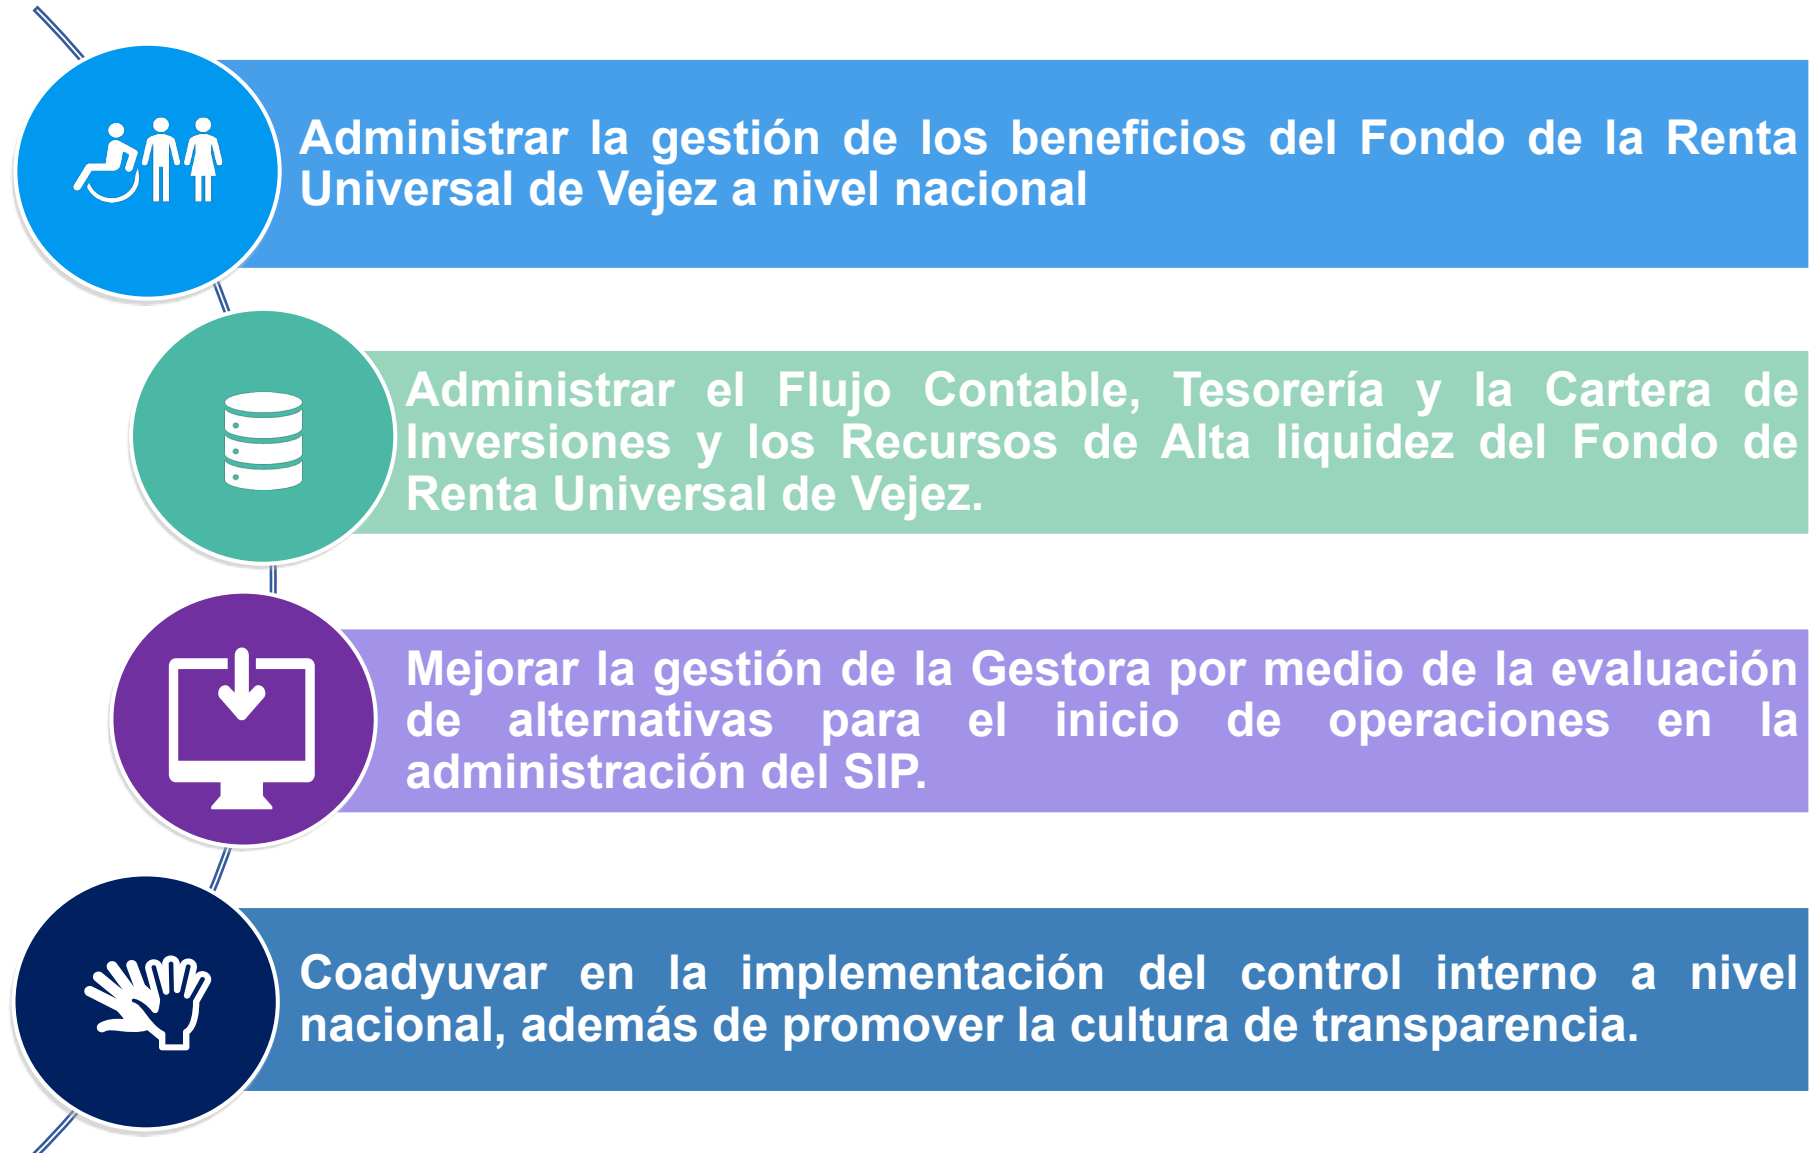 Administrar la gestión de los beneficios del Fondo de la Renta
Universal de Vejez a nivel nacional
Administrar el Flujo Contable, Tesorería y la Cartera de
Inversiones y los Recursos de Alta liquidez del Fondo de
Renta Universal de Vejez.
Mejorar la gestión de la Gestora por medio de la evaluación
de alternativas para el inicio de operaciones en la
administración del SIP.
Coadyuvar en la implementación del control interno a nivel
nacional, además de promover la cultura de transparencia.